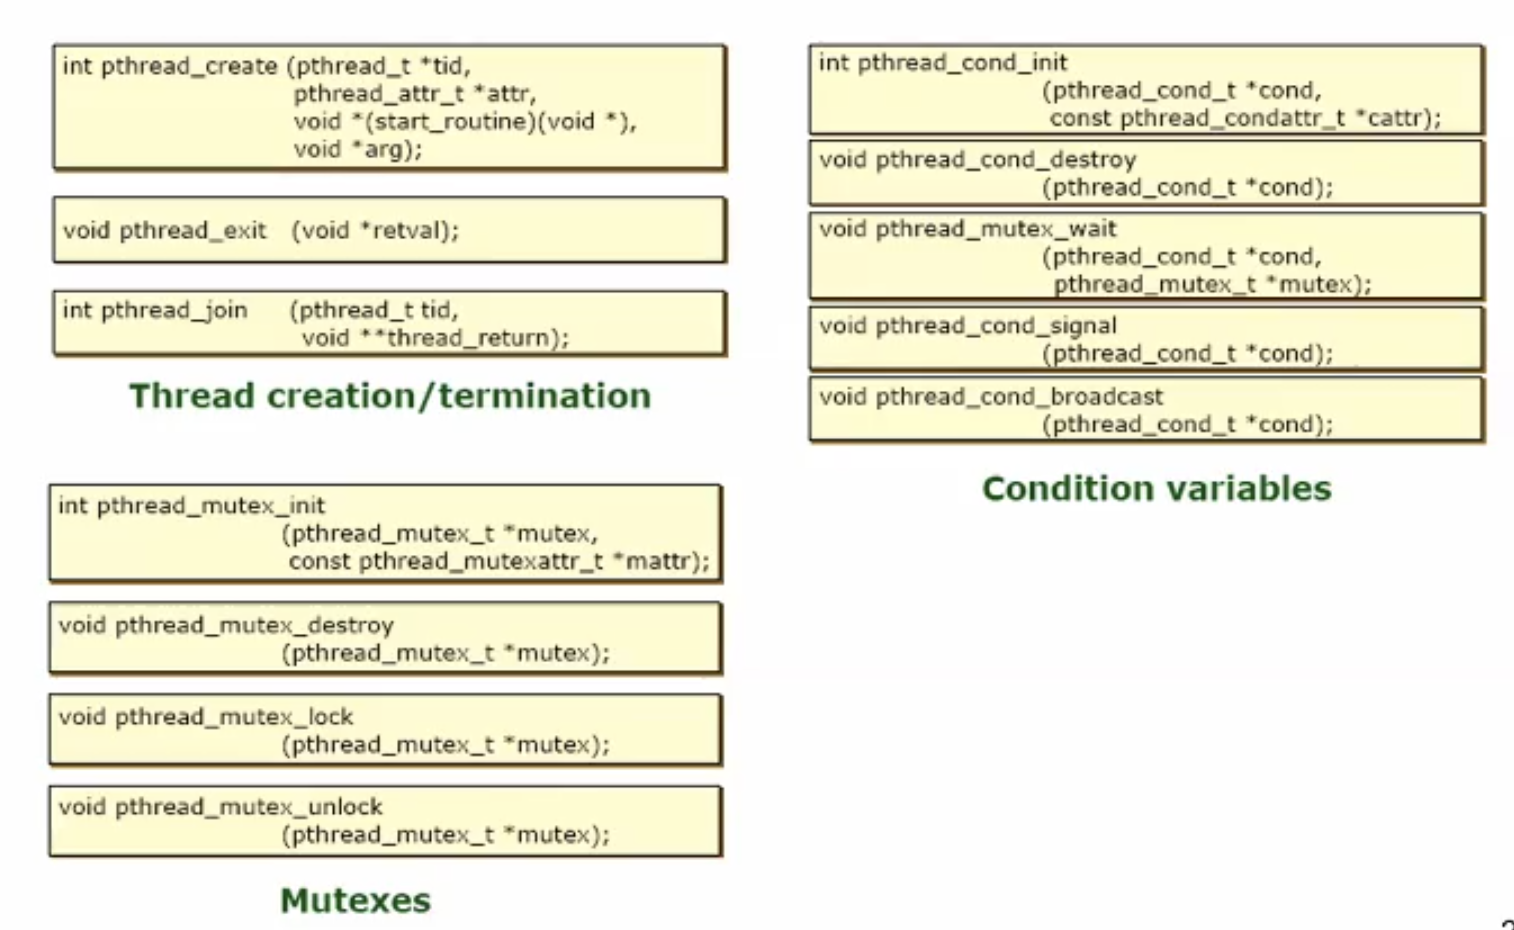 int pthread_create (pthread_t *tid,
pthread_attr_t *attr,
void *(start_routine)(void *),
void *arg);
void pthread_exit (void *retval);
int pthread_join (pthread_t tid,
void **thread_return);
Thread creation/termination
int pthread_mutex_init
(pthread_mutex_t *mutex,
const pthread_mutexattr_t *mattr);
void pthread_mutex_destroy
(pthread_mutex_t *mutex);
void pthread_mutex_lock
(pthread_mutex_t *mutex);
void pthread_mutex_unlock
(pthread_mutex_t *mutex);
Mutexes
int pthread_cond_init
(pthread_cond_t *cond,
const pthread_condattr_t *cattr);
void pthread_cond_destroy
(pthread_cond_t *cond);
void pthread_mutex_wait
(pthread_cond_t *cond,
pthread_mutex_t *mutex);
void pthread_cond_signal
(pthread_cond_t *cond);
void pthread_cond_broadcast
(pthread_cond_t *cond);
Condition variables